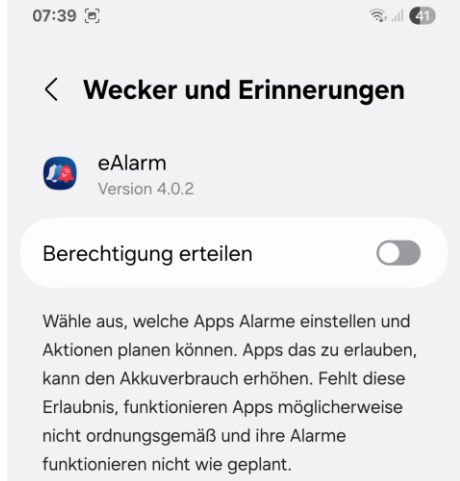 07:39
41
Wecker und Erinnerungen
eAlarm
Version 4.0.2
Berechtigung erteilen
Wähle aus, welche Apps Alarme einstellen und
Aktionen planen können. Apps das zu erlauben,
kann den Akkuverbrauch erhöhen. Fehlt diese
Erlaubnis, funktionieren Apps möglicherweise
nicht ordnungsgemäß und ihre Alarme
funktionieren nicht wie geplant.